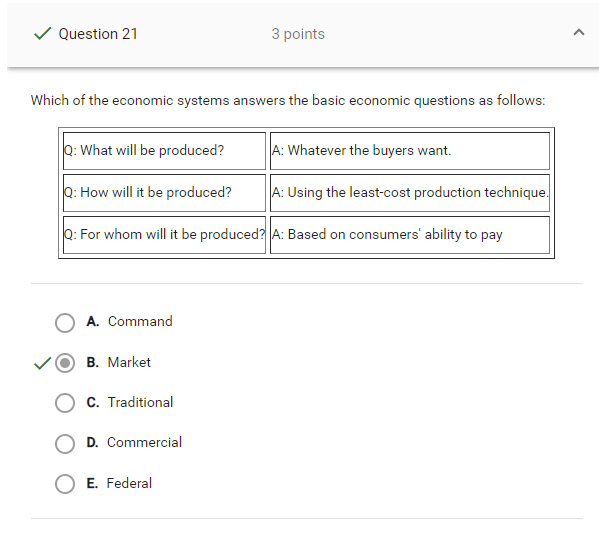 Question 21 3 points
Which of the economic systems answers the basic economic questions as follows:
Q: What will be produced? A: Whatever the buyers want.
Q: How will it be produced? A: Using the least-cost production technique.
Q: For whom will it be produced? A: Based on consumers' ability to pay
A. Command
B. Market
C. Traditional
D. Commercial
E. Federal